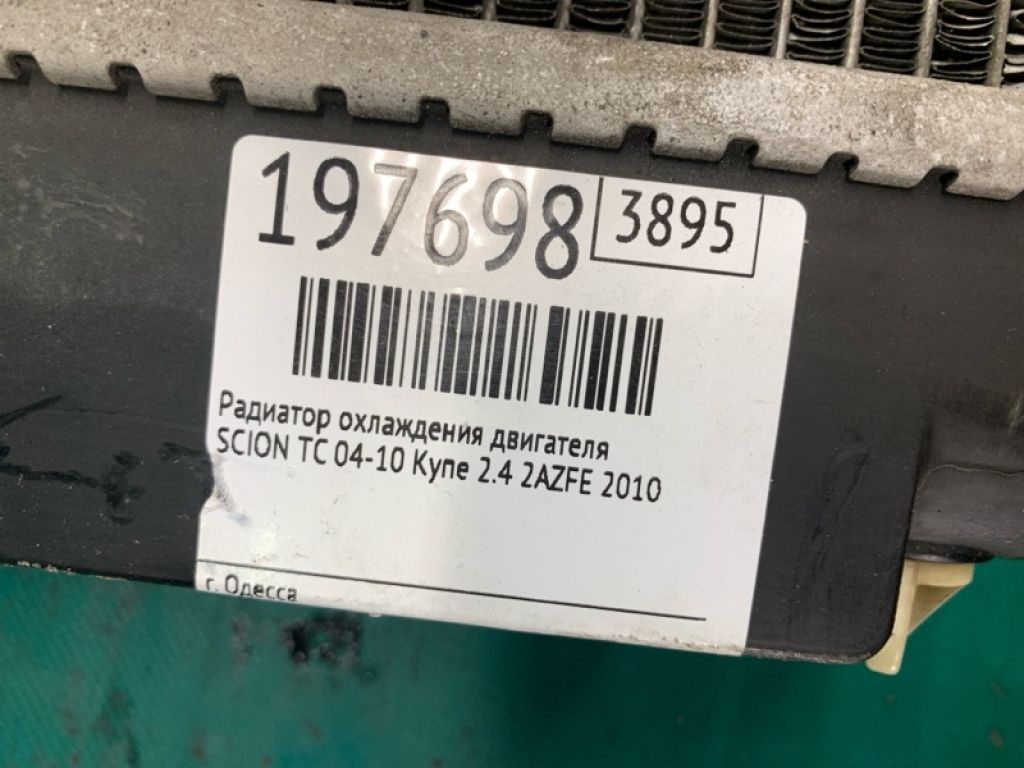 197698
3895
Радиатор охлаждения двигателя
SCION TC 04-10 Купе 2.4 2AZFE 2010
г. Одесса